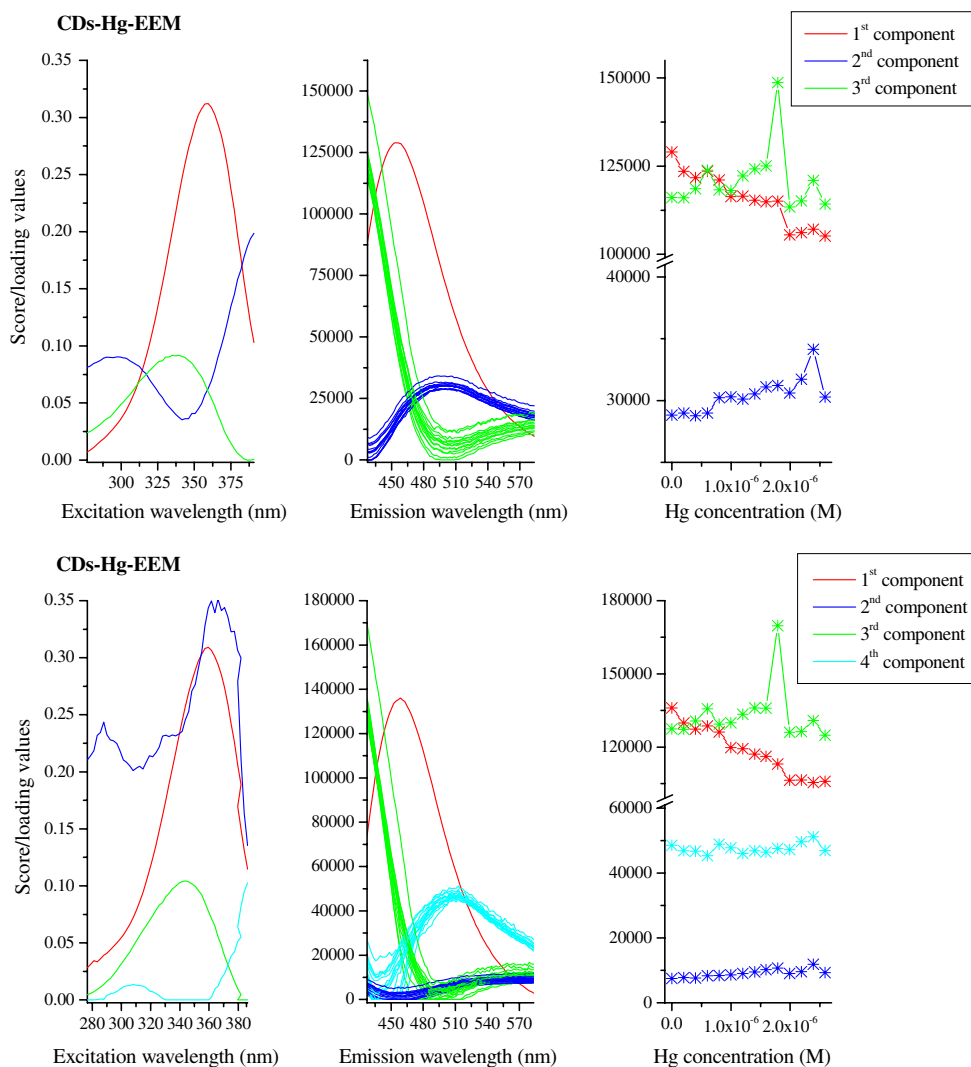 CDs-Hg-EEM
1st component
2nd component
3rd component
0.35
0.30
0.25
0.20
0.15
0.10
0.05
0.00
Score/loading values
300 325 350 375
Excitation wavelength (nm)
150000
125000
100000
75000
50000
25000
0
450 480 510 540 570
Emission wavelength (nm)
150000
125000
100000
40000
30000
0.0 1.0x10-6 2.0x10-6
Hg concentration (M)
CDs-Hg-EEM
1st component
2nd component
3rd component
4th component
0.35
0.30
0.25
0.20
0.15
0.10
0.05
0.00
Score/loading values
280 300 320 340 360 380
Excitation wavelength (nm)
180000
160000
140000
120000
100000
80000
60000
40000
20000
0
450 480 510 540 570
Emission wavelength (nm)
180000
150000
120000
60000
40000
20000
0
0.0 1.0x10-6 2.0x10-6
Hg concentration (M)